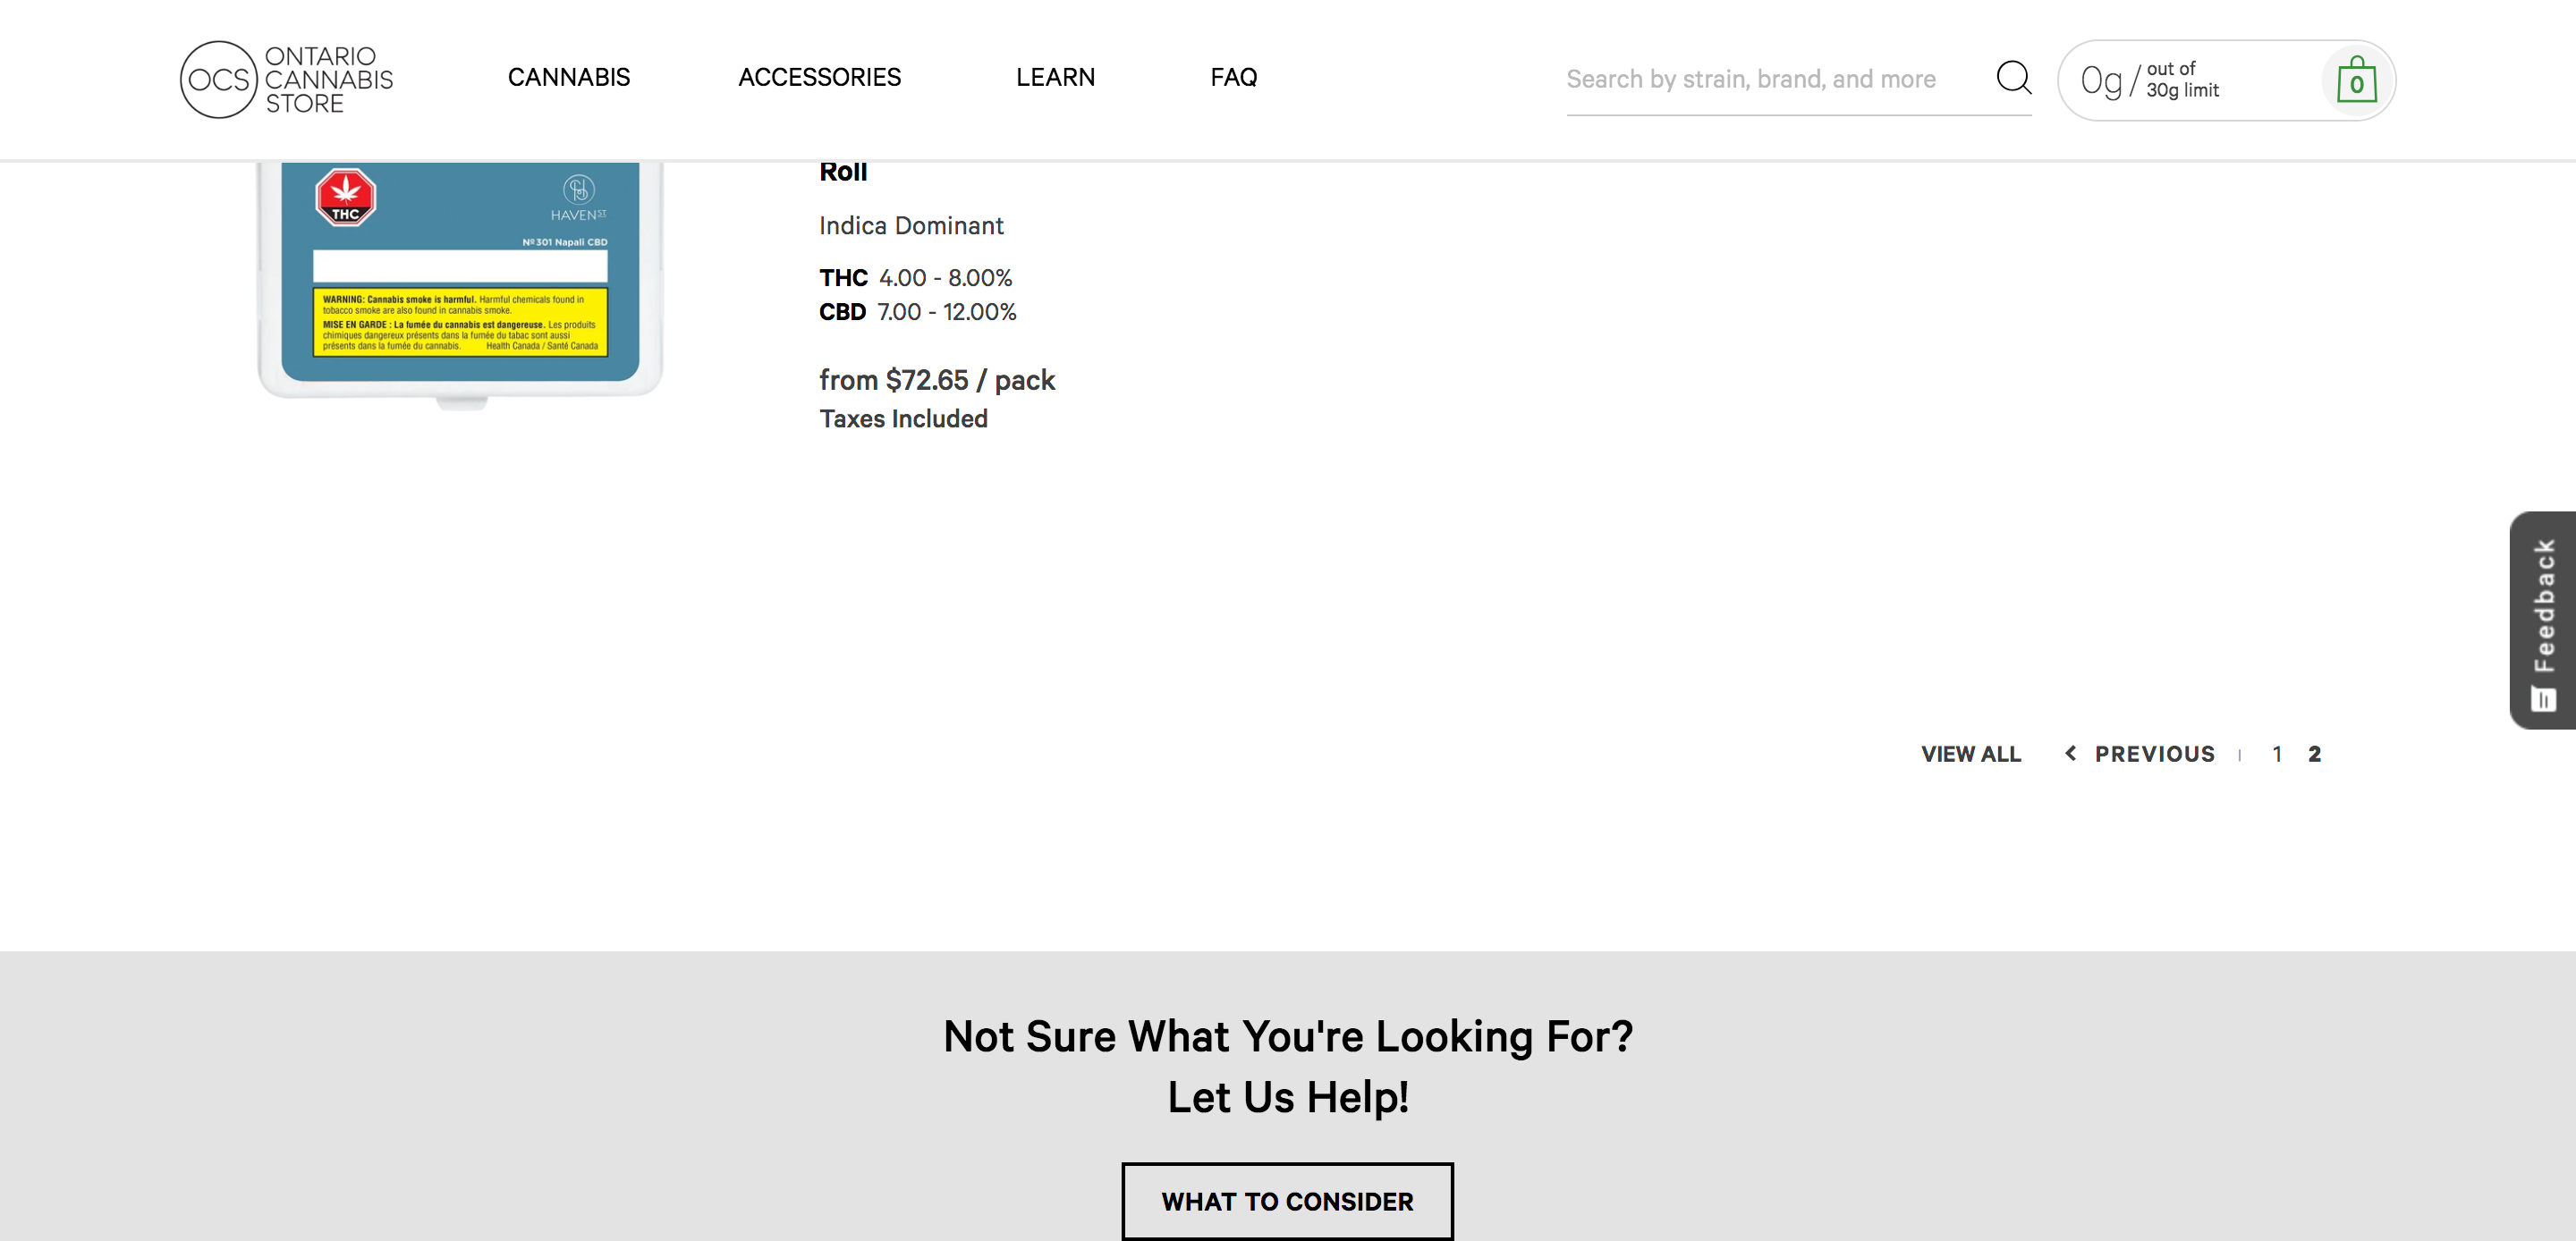 OCS
ONTARIO
CANNABIS
STORE
CANNABIS
ACCESSORIES
LEARN
FAQ
Search by strain, brand, and more
0g / out of
30g limit
0
THC
HAVEN ST.
Nº 301 Napali CBD
WARNING: Cannabis smoke is harmful. Harmful chemicals found in
tobacco smoke are also found in cannabis smoke.
MISE EN GARDE : La fumée du cannabis est dangereuse. Les produits
chimiques dangereux présents dans la fumée du tabac sont aussi
présents dans la fumée du cannabis. Health Canada / Santé Canada
Roll
Indica Dominant
THC 4.00 - 8.00%
CBD 7.00 - 12.00%
from $72.65 / pack
Taxes Included
Feedback
VIEW ALL PREVIOUS 1 2
Not Sure What You're Looking For?
Let Us Help!
WHAT TO CONSIDER